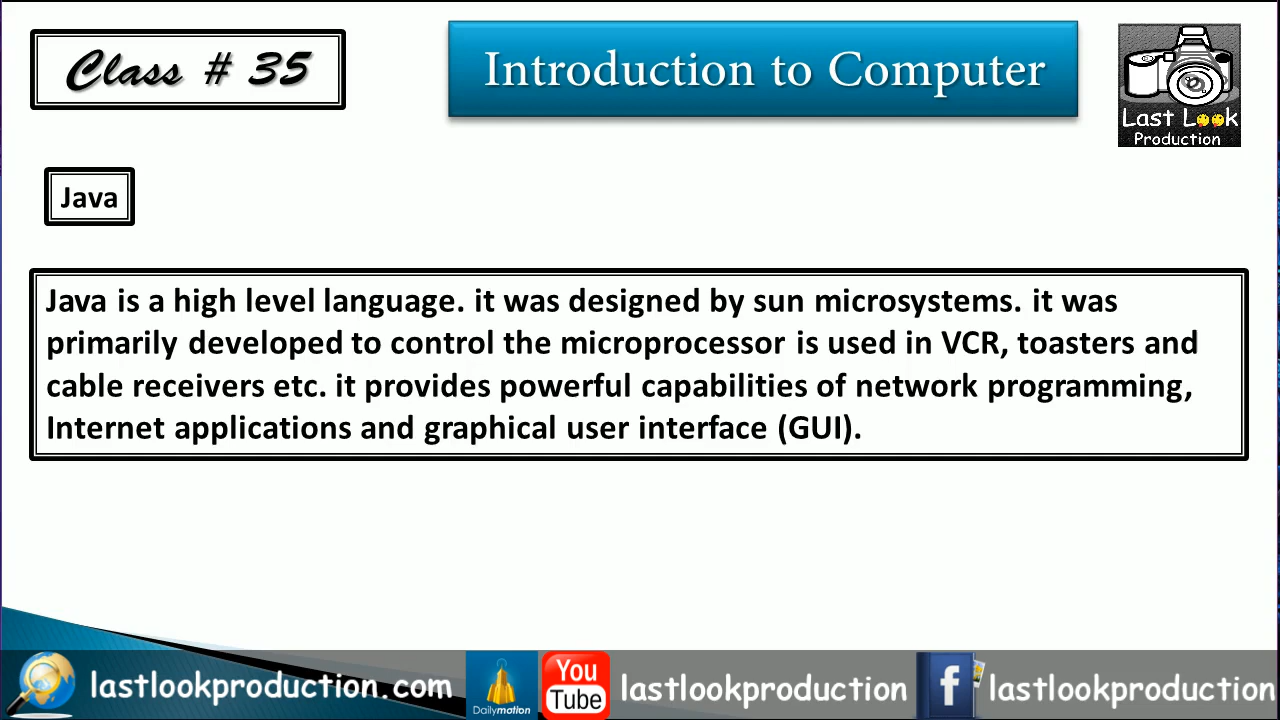 Class # 35
Introduction to Computer
Last Look
Production
Java
Java is a high level language. it was designed by sun microsystems. it was
primarily developed to control the microprocessor is used in VCR, toasters and
cable receivers etc. it provides powerful capabilities of network programming,
Internet applications and graphical user interface (GUI).
lastlookproduction.com
Dailymotion
You
Tube
lastlookproduction
f
lastlookproduction